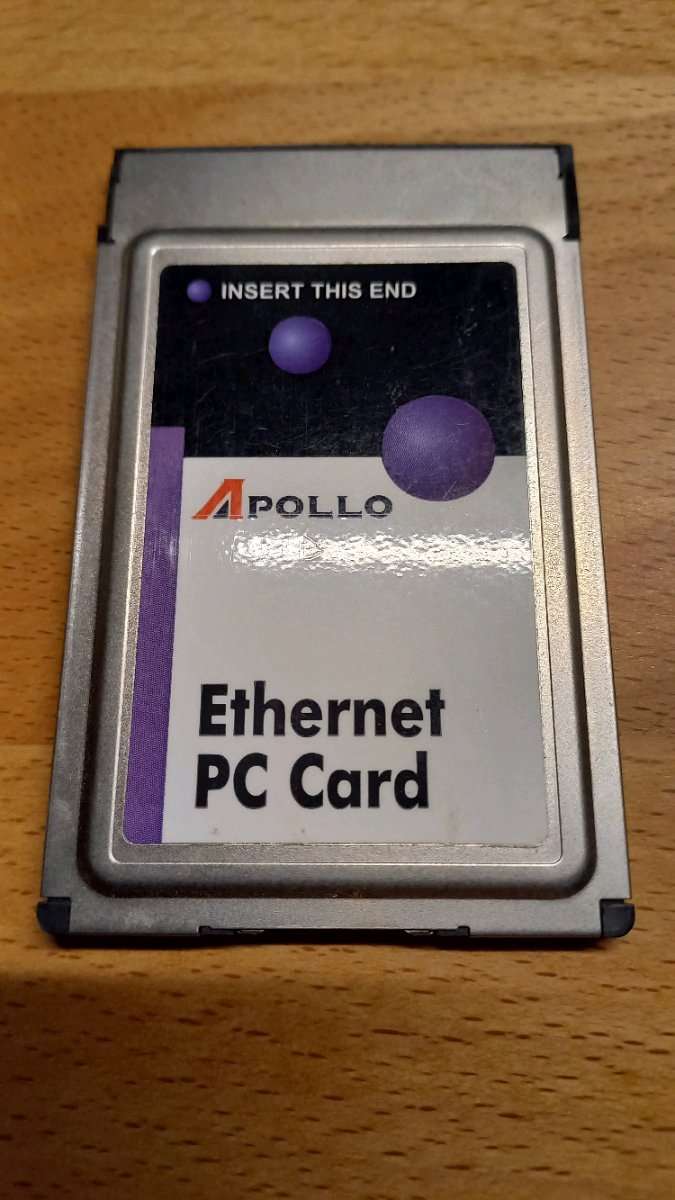 INSERT THIS END
APOLLO
Ethernet
PC Card